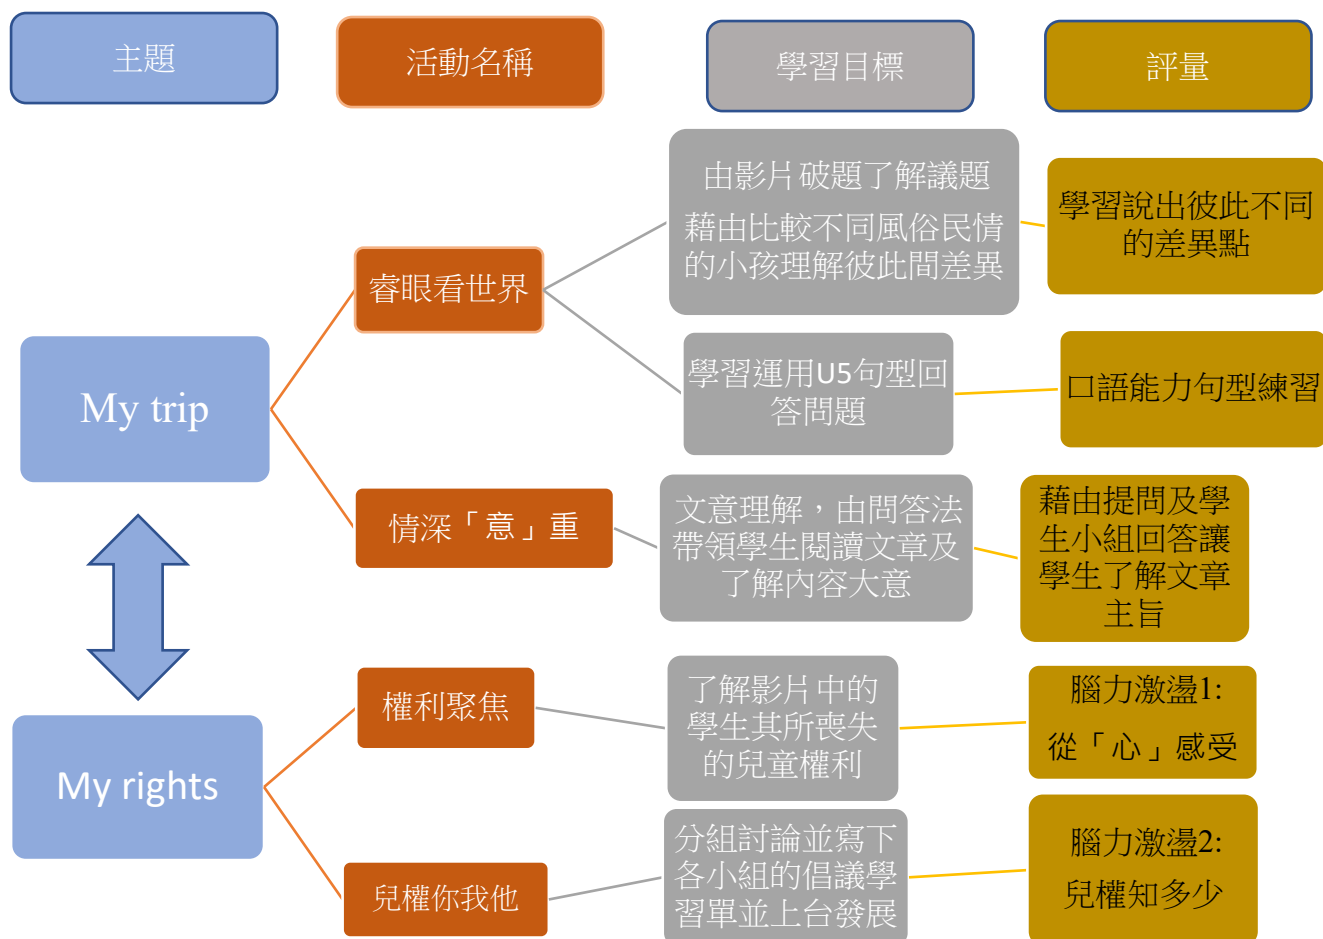 主題
活動名稱
學習目標
評量
My trip
睿眼看世界
由影片破題了解議題
藉由比較不同風俗民情
的小孩理解彼此間差異
學習說出彼此不同
的差異點
學習運用U5句型回
答問題
口語能力句型練習
情深「意」重
文意理解，由問答法
帶領學生閱讀文章及
了解內容大意
藉由提問及學
生小組回答讓
學生了解文章
主旨
My rights
權利聚焦
了解影片中的
學生其所喪失
的兒童權利
腦力激盪1:
從「心」感受
兒權你我他
分組討論並寫下
各小組的倡議學
習單並上台發展
腦力激盪2:
兒權知多少